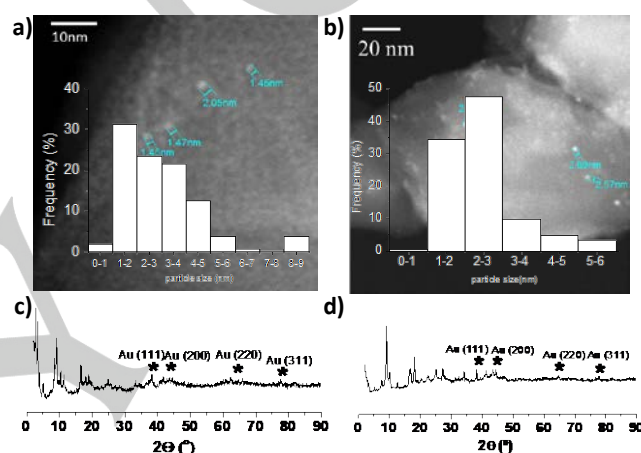 a)
10nm
1.46nm
2.05nm
1.47nm
40
30
20
10
0
Frequency (%)
0-1 1-2 2-3 3-4 4-5 5-6 6-7 7-8 8-9
particle size (nm)
b)
20 nm
2.57nm
50
40
30
20
10
0
Frequency (%)
0-1 1-2 2-3 3-4 4-5 5-6
particle size(nm)
c)
Au (111) Au (200) Au (220) Au (311)
* * * *
0 10 20 30 40 50 60 70 80 90
2Θ (°)
d)
Au (111) Au (200) Au (220) Au (311)
* * * *
0 10 20 30 40 50 60 70 80 90
2Θ (°)